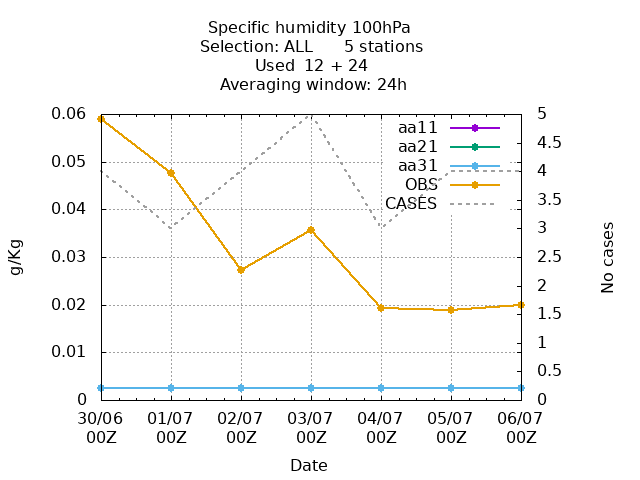 Specific humidity 100hPa
Selection: ALL 5 stations
Used 12 + 24
Averaging window: 24h
0.06
0.05
0.04
0.03
0.02
0.01
0
g/Kg
5
4.5
4
3.5
3
2.5
2
1.5
1
0.5
0
No cases
aa11
aa21
aa31
OBS
CASES
30/06 01/07 02/07 03/07 04/07 05/07 06/07
00Z 00Z 00Z 00Z 00Z 00Z 00Z
Date